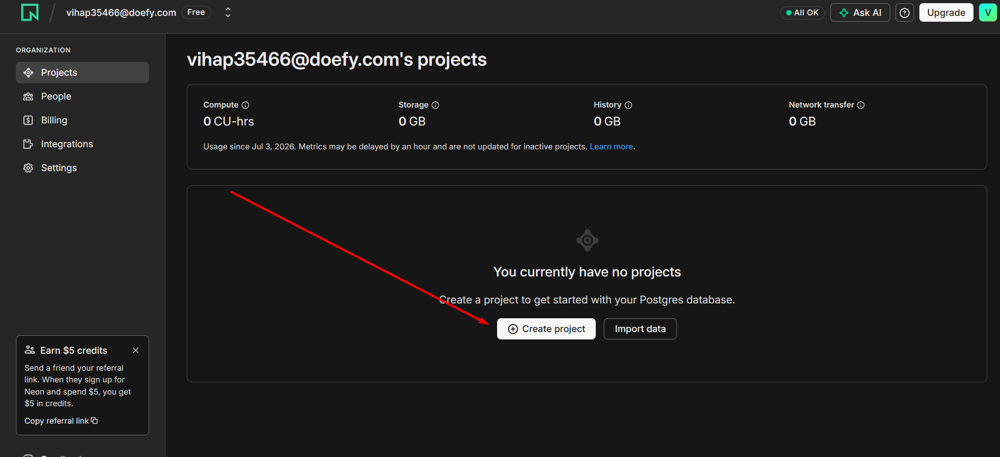 vihap35466@doefy.com Free
All OK
Ask AI
Upgrade
V
ORGANIZATION
Projects
People
Billing
Integrations
Settings
Earn $5 credits
Send a friend your referral
link. When they sign up for
Neon and spend $5, you get
$5 in credits.
Copy referral link
vihap35466@doefy.com's projects
Compute
0 CU-hrs
Storage
0 GB
History
0 GB
Network transfer
0 GB
Usage since Jul 3, 2026. Metrics may be delayed by an hour and are not updated for inactive projects. Learn more.
You currently have no projects
Create a project to get started with your Postgres database.
Create project
Import data